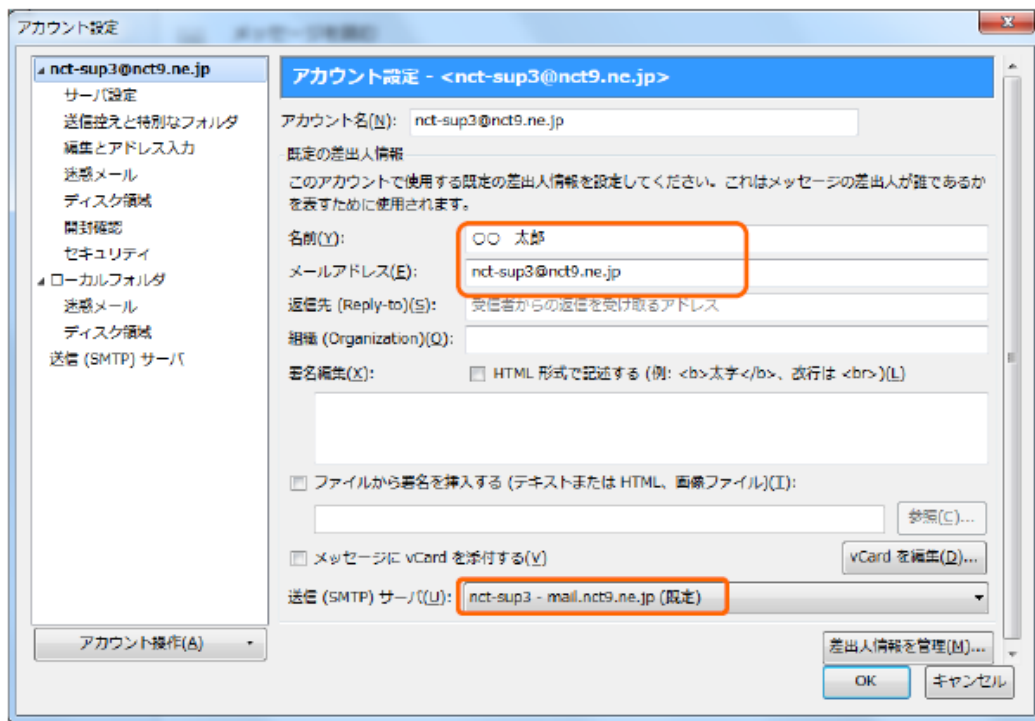 アカウント設定
nct-sup3@nct9.ne.jp
サーバ設定
送信控えと特別なフォルダ
編集とアドレス入力
迷惑メール
ディスク領域
開封確認
セキュリティ
ローカルフォルダ
迷惑メール
ディスク領域
送信 (SMTP) サーバ
アカウント操作(A)
アカウント設定 - <nct-sup3@nct9.ne.jp>
アカウント名(N): nct-sup3@nct9.ne.jp
既定の差出人情報
このアカウントで使用する既定の差出人情報を設定してください。これはメッセージの差出人が誰であるか
を表すために使用されます。
名前(Y): ○○ 太郎
メールアドレス(E): nct-sup3@nct9.ne.jp
返信先 (Reply-to)(S): 受信者からの返信を受け取るアドレス
組織 (Organization)(O):
署名編集(X): HTML 形式で記述する (例: <b>太字</b>、改行は <br>)(L)
ファイルから署名を挿入する (テキストまたは HTML、画像ファイル)(T):
参照(C)...
メッセージに vCard を添付する(V) vCard を編集(D)...
送信 (SMTP) サーバ(U): nct-sup3 - mail.nct9.ne.jp (既定)
差出人情報を管理(M)...
OK キャンセル